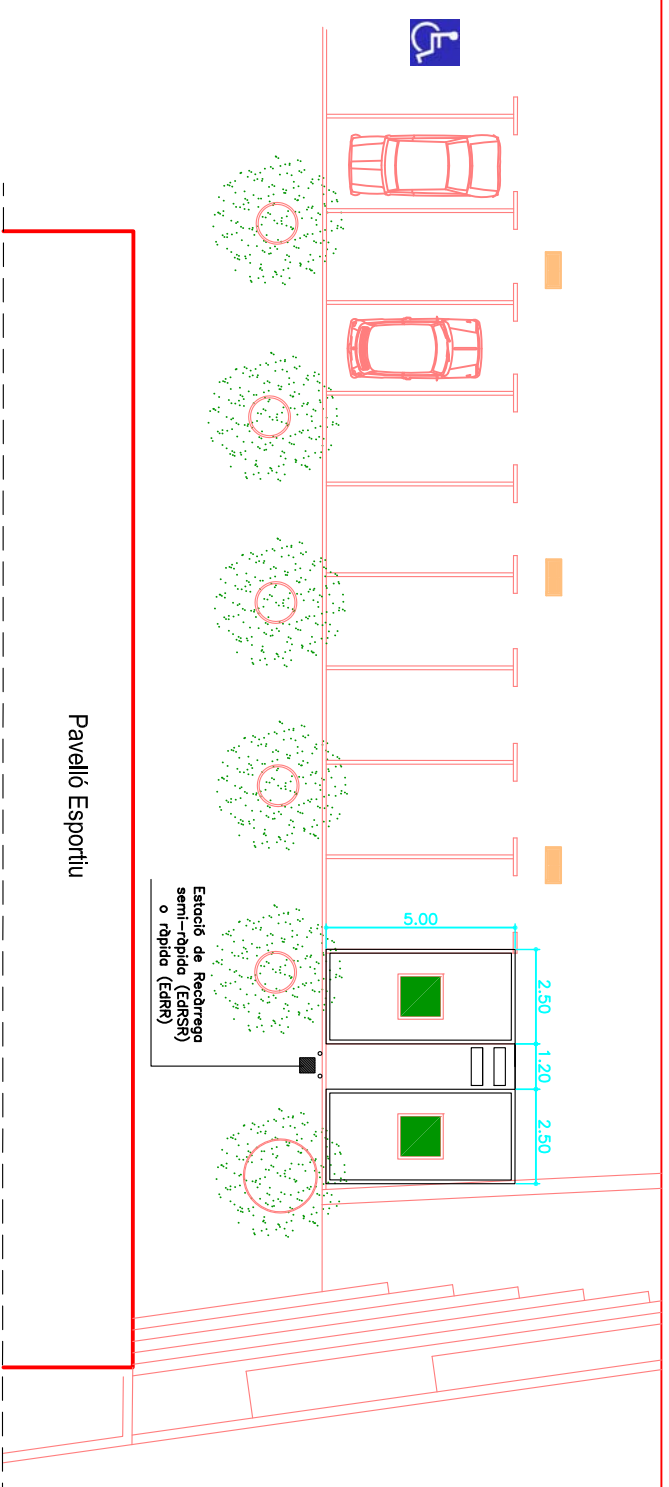 5.00
2.50
1.20
2.50
Estació de Recàrrega
semi-ràpida (EdRSR)
o ràpida (EdRR)
Pavelló Esportiu